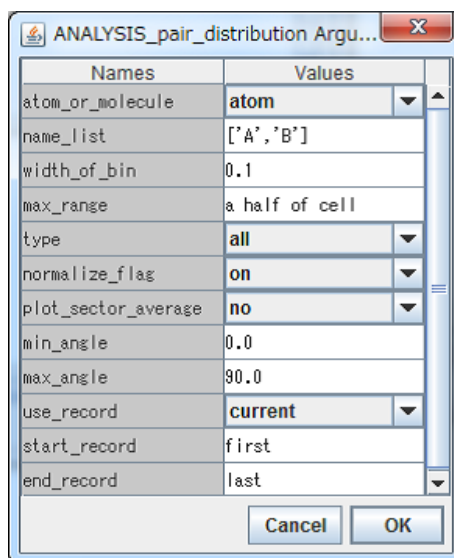 ANALYSIS_pair_distribution Argu...
Names Values
atom_or_molecule atom
name_list ['A','B']
width_of_bin 0.1
max_range a half of cell
type all
normalize_flag on
plot_sector_average no
min_angle 0.0
max_angle 90.0
use_record current
start_record first
end_record last
Cancel OK